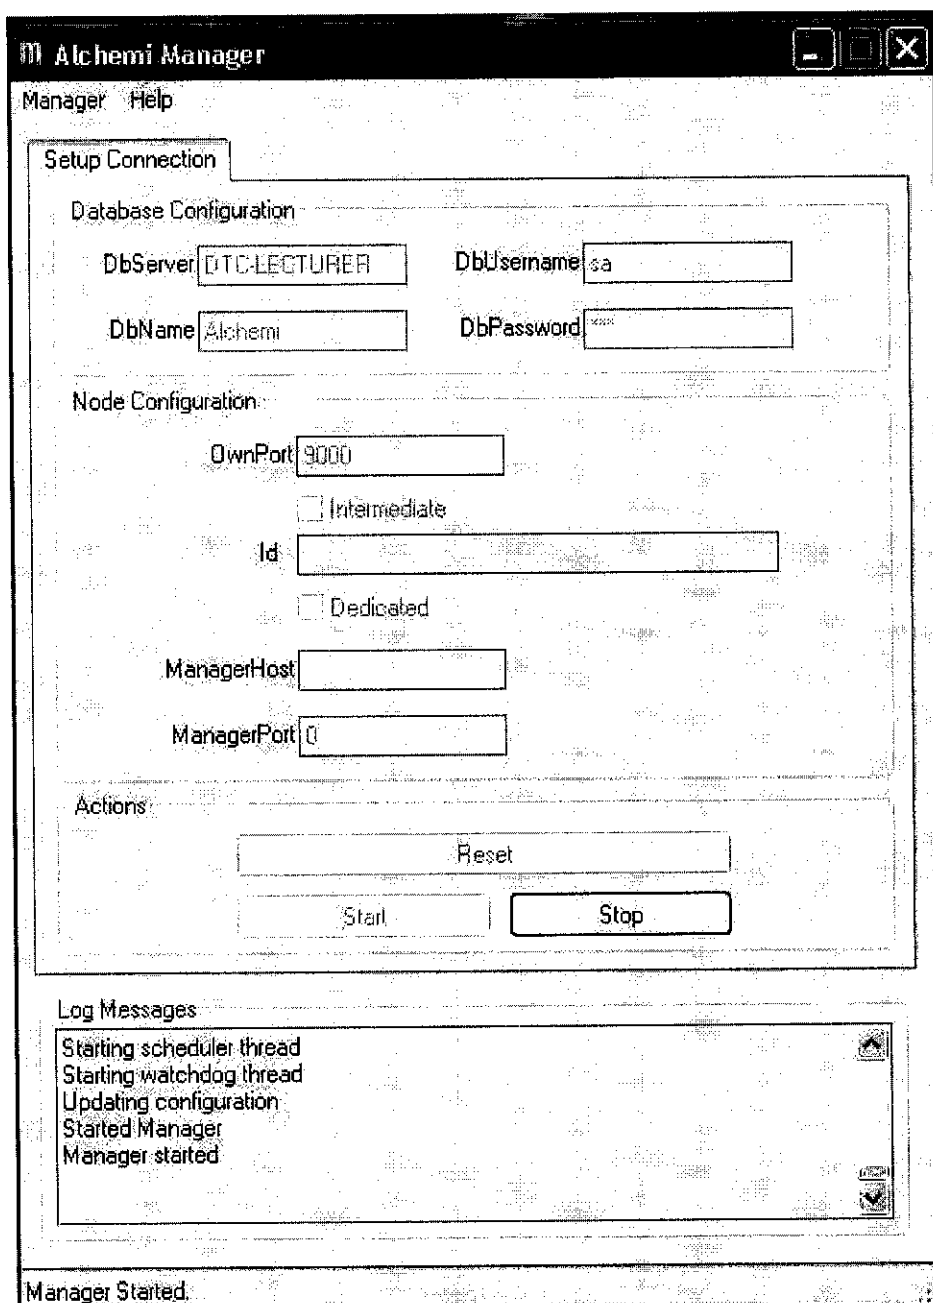 Alchemi Manager
Manager Help
Setup Connection
Database Configuration
DbServer DTC-LECTURER DbUsername sa
DbName Alchemi DbPassword ***
Node Configuration
OwnPort 9000
Intermediate
Id
Dedicated
ManagerHost
ManagerPort 0
Actions
Reset
Start Stop
Log Messages
Starting scheduler thread
Starting watchdog thread
Updating configuration
Started Manager
Manager started
Manager Started.